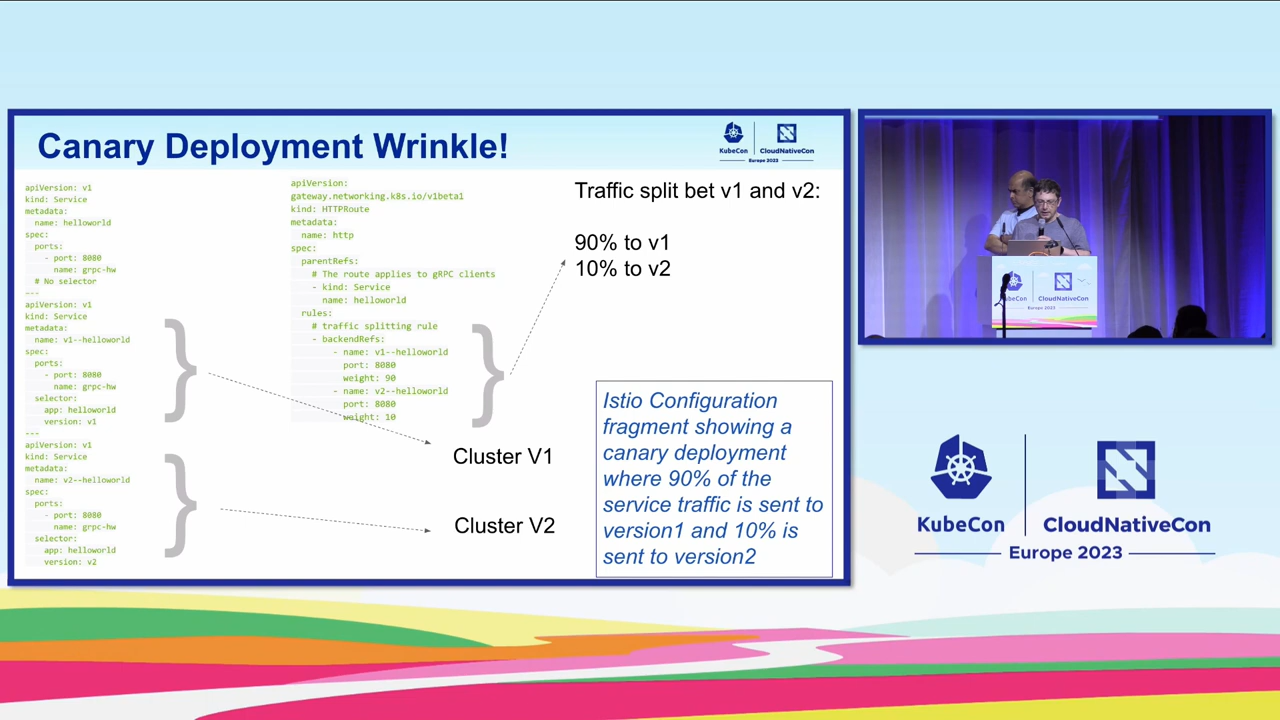 Canary Deployment Wrinkle!
KubeCon
CloudNativeCon
Europe 2023
apiVersion: v1
kind: Service
metadata:
name: helloworld
spec:
ports:
- port: 8080
name: grpc-hw
# No selector
---
apiVersion: v1
kind: Service
metadata:
name: v1--helloworld
spec:
ports:
- port: 8080
name: grpc-hw
selector:
app: helloworld
version: v1
---
apiVersion: v1
kind: Service
metadata:
name: v2--helloworld
spec:
ports:
- port: 8080
name: grpc-hw
selector:
app: helloworld
version: v2
apiVersion:
gateway.networking.k8s.io/v1beta1
kind: HTTPRoute
metadata:
name: http
spec:
parentRefs:
# The route applies to gRPC clients
- kind: Service
name: helloworld
rules:
# traffic splitting rule
- backendRefs:
- name: v1--helloworld
port: 8080
weight: 90
- name: v2--helloworld
port: 8080
weight: 10
}
}
}
Cluster V1
Cluster V2
Traffic split bet v1 and v2:
90% to v1
10% to v2
Istio Configuration
fragment showing a
canary deployment
where 90% of the
service traffic is sent to
version1 and 10% is
sent to version2
KubeCon
CloudNativeCon
Europe 2023
KubeCon
CloudNativeCon
Europe 2023